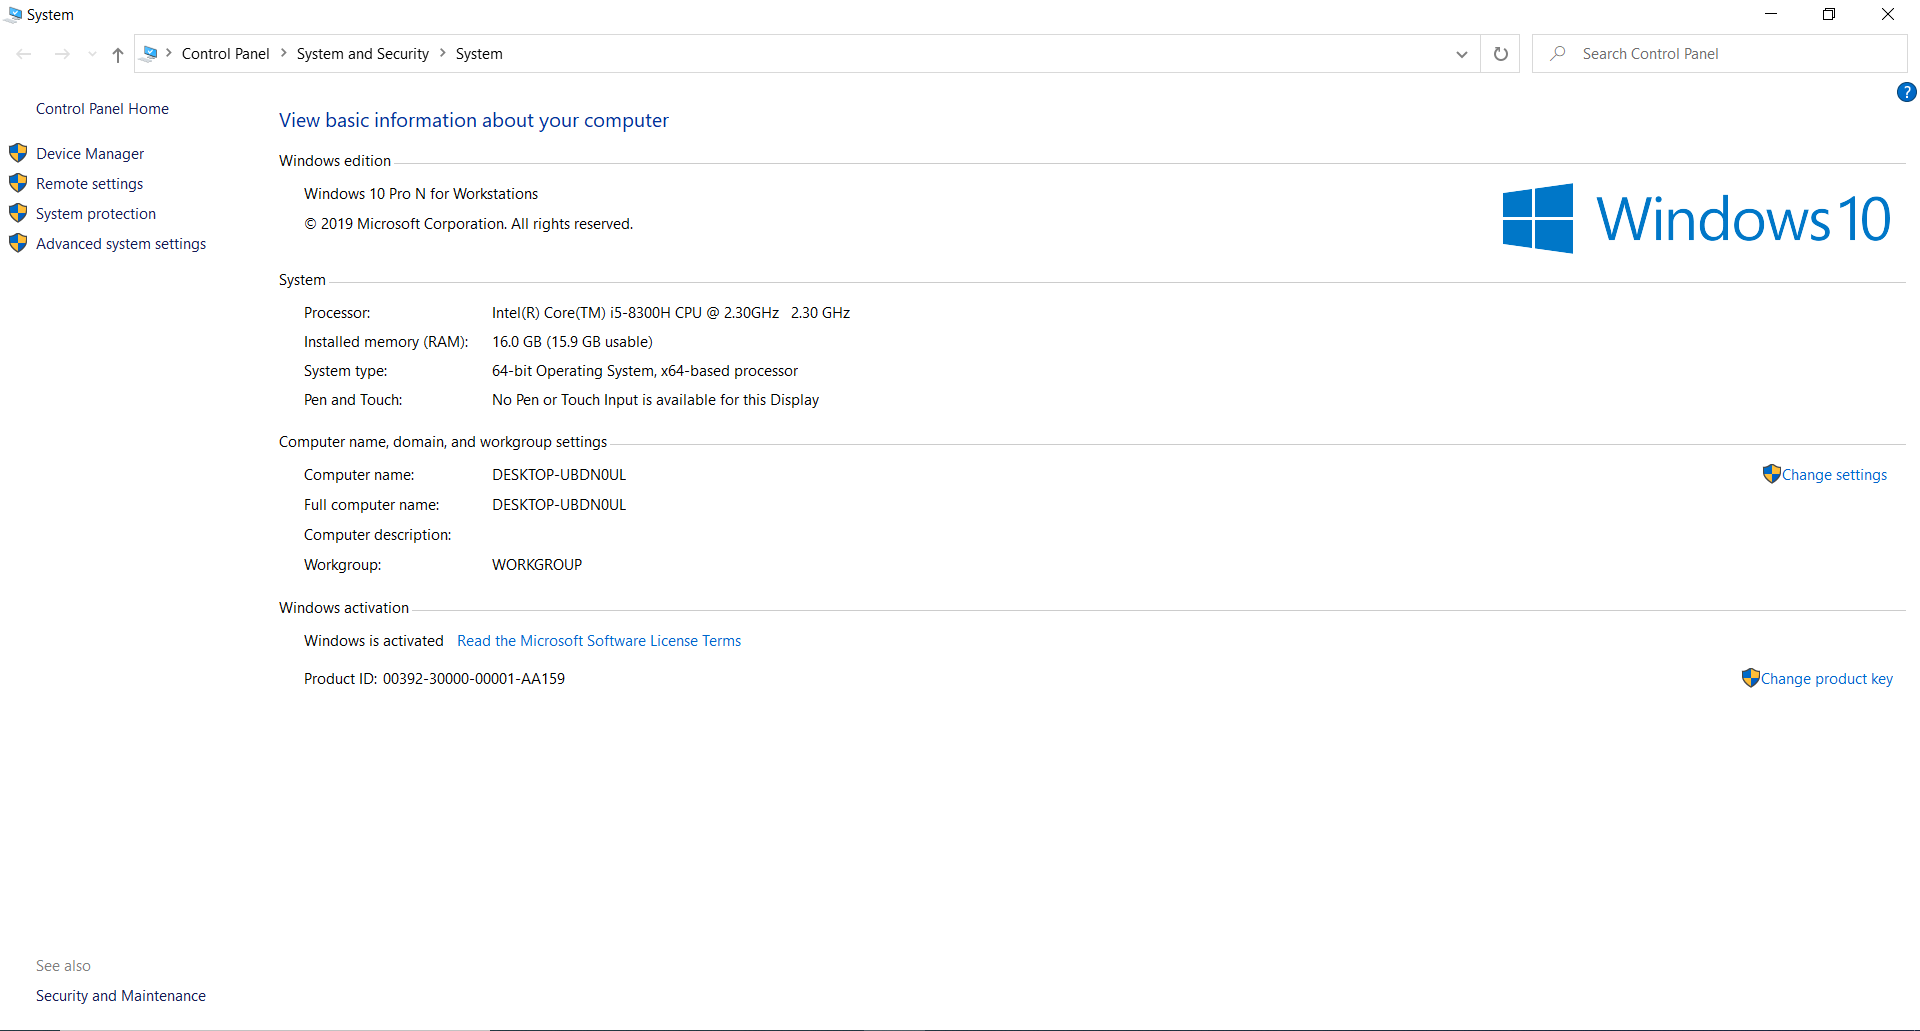 System
Control Panel > System and Security > System
Search Control Panel
?
Control Panel Home
Device Manager
Remote settings
System protection
Advanced system settings
View basic information about your computer
Windows edition
Windows 10 Pro N for Workstations
© 2019 Microsoft Corporation. All rights reserved.
Windows 10
System
Processor: Intel(R) Core(TM) i5-8300H CPU @ 2.30GHz 2.30 GHz
Installed memory (RAM): 16.0 GB (15.9 GB usable)
System type: 64-bit Operating System, x64-based processor
Pen and Touch: No Pen or Touch Input is available for this Display
Computer name, domain, and workgroup settings
Computer name: DESKTOP-UBDN0UL
Change settings
Full computer name: DESKTOP-UBDN0UL
Computer description:
Workgroup: WORKGROUP
Windows activation
Windows is activated Read the Microsoft Software License Terms
Product ID: 00392-30000-00001-AA159
Change product key
See also
Security and Maintenance